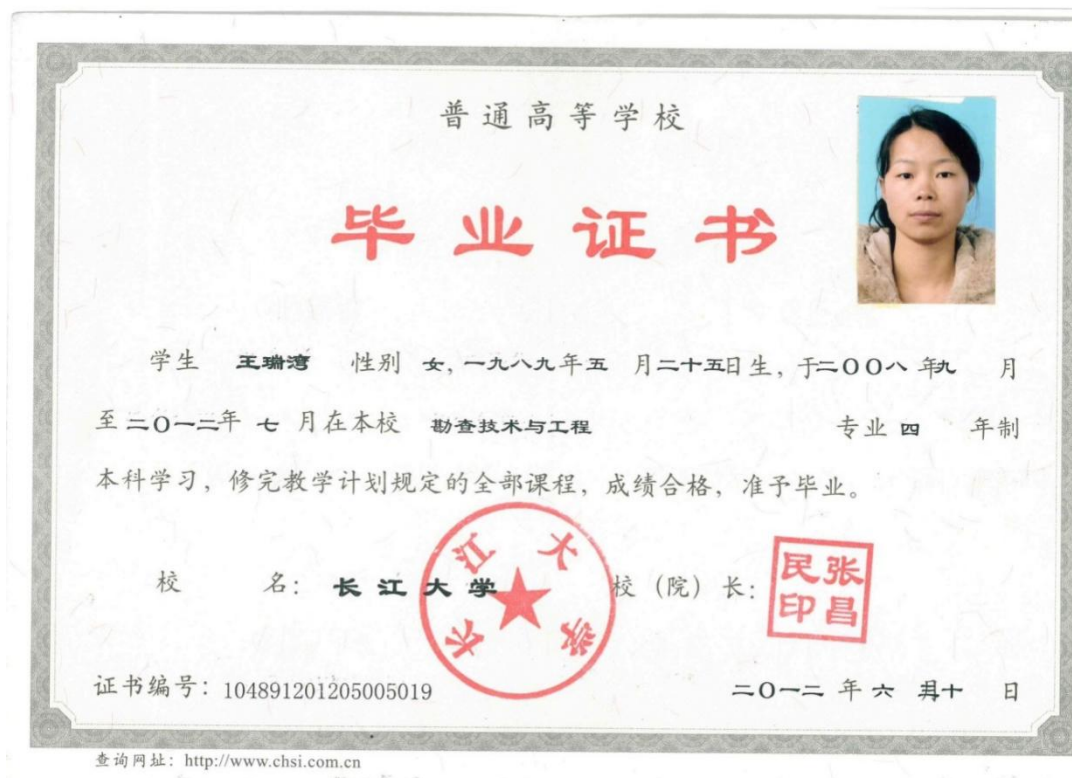 普通高等学校
毕业证书
学生 王瑞湾 性别 女，一九八九年五 月二十五日生，于二〇〇八 年九 月
至二〇一二年 七 月在本校 勘查技术与工程 专业 四 年制
本科学习，修完教学计划规定的全部课程，成绩合格，准予毕业。
校 名：长江大学 校（院）长：
长江大学
张昌民印
证书编号：104891201205005019 二〇一二 年 六 月十 日
查询网址：http://www.chsi.com.cn